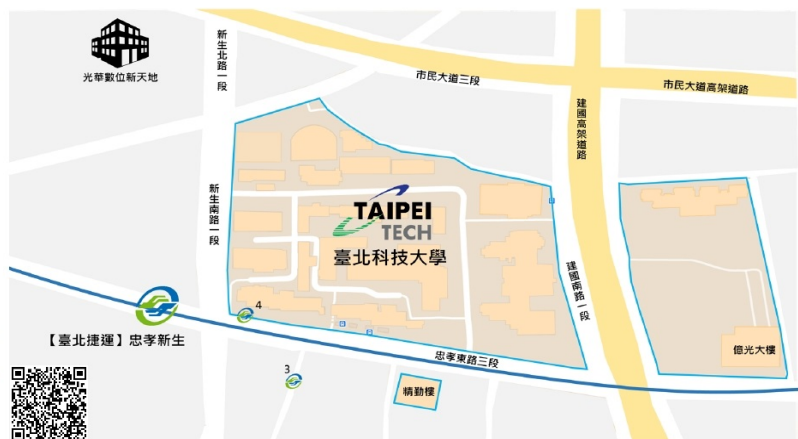 光華數位新天地
新生北路一段
市民大道三段
市民大道高架道路
建國高架道路
新生南路一段
TAIPEI
TECH
臺北科技大學
建國南路一段
4
【臺北捷運】忠孝新生
忠孝東路三段
億光大樓
3
精勤樓